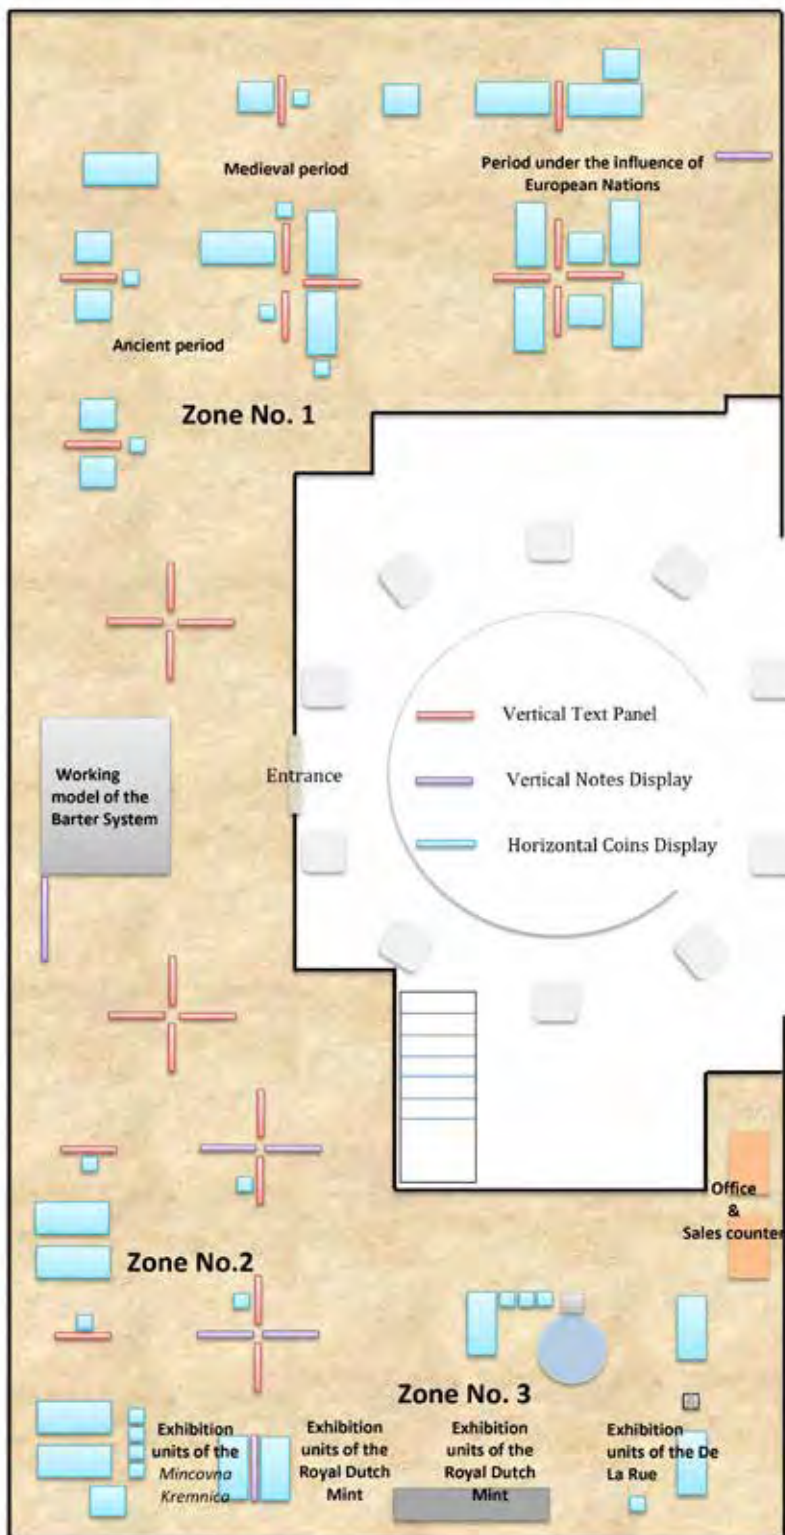 Medieval period
Period under the influence of
European Nations
Ancient period
Zone No. 1
Vertical Text Panel
Working
model of the
Barter System
Entrance
Vertical Notes Display
Horizontal Coins Display
Office
&
Sales counter
Zone No.2
Zone No. 3
Exhibition
units of the
Mincovna
Kremnica
Exhibition
units of the
Royal Dutch
Mint
Exhibition
units of the
Royal Dutch
Mint
Exhibition
units of the De
La Rue